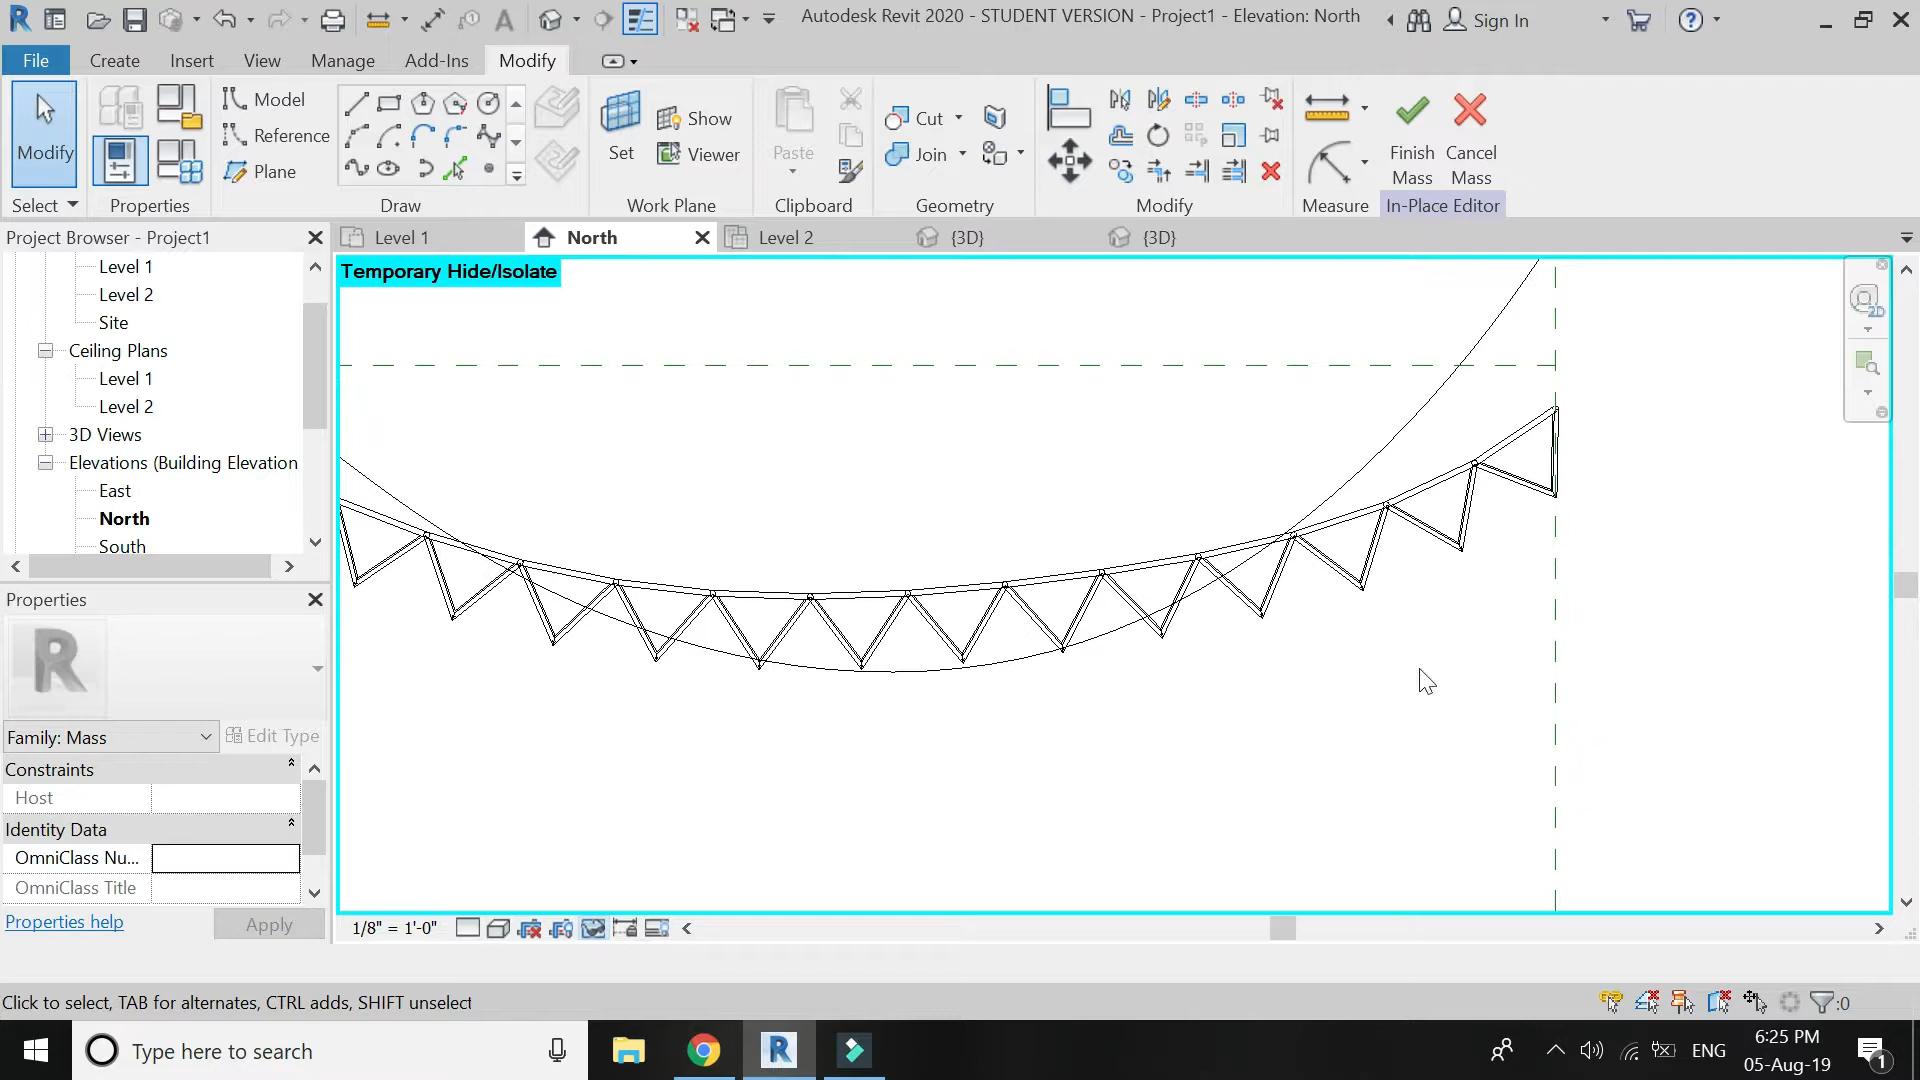 Autodesk Revit 2020 - STUDENT VERSION - Project1 - Elevation: North
Sign In
File
Create
Insert
View
Manage
Add-Ins
Modify
Modify
Select
Properties
Model
Reference
Plane
Draw
Set
Show
Viewer
Work Plane
Paste
Clipboard
Cut
Join
Geometry
Modify
Measure
Finish
Mass
Cancel
Mass
In-Place Editor
Project Browser - Project1
Level 1
North
Level 2
{3D}
{3D}
Level 1
Level 2
Site
Ceiling Plans
Level 1
Level 2
3D Views
Elevations (Building Elevation
East
North
South
Temporary Hide/Isolate
2D
Properties
R
Family: Mass
Edit Type
Constraints
Host
Identity Data
OmniClass Nu...
OmniClass Title
Properties help
Apply
1/8" = 1'-0"
Click to select, TAB for alternates, CTRL adds, SHIFT unselect
:0
Type here to search
ENG
6:25 PM
05-Aug-19
1